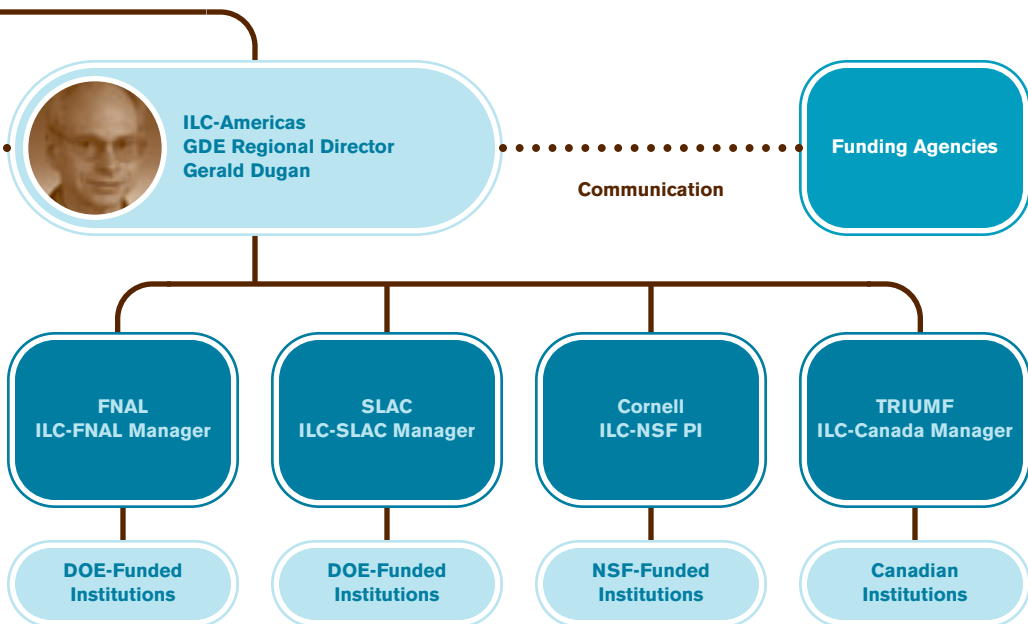 ILC-Americas
GDE Regional Director
Gerald Dugan
Communication
Funding Agencies
FNAL
ILC-FNAL Manager
SLAC
ILC-SLAC Manager
Cornell
ILC-NSF PI
TRIUMF
ILC-Canada Manager
DOE-Funded
Institutions
DOE-Funded
Institutions
NSF-Funded
Institutions
Canadian
Institutions